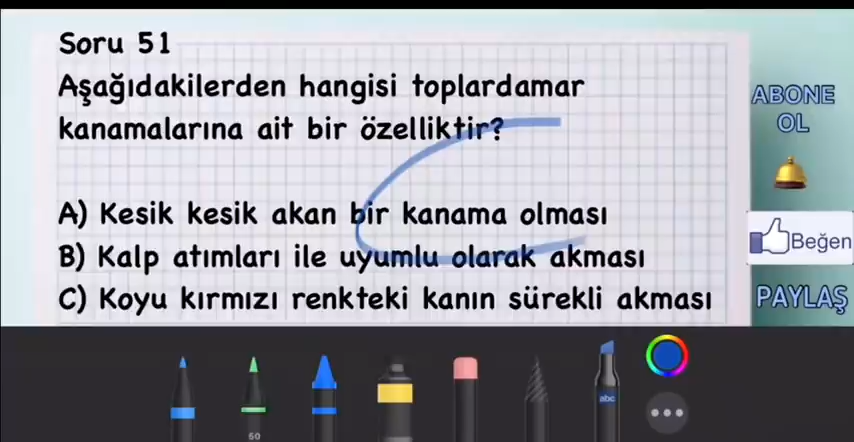 Soru 51
Aşağıdakilerden hangisi toplardamar
kanamalarına ait bir özelliktir?
A) Kesik kesik akan bir kanama olması
B) Kalp atımları ile uyumlu olarak akması
C) Koyu kırmızı renkteki kanın sürekli akması
ABONE
OL
Beğen
PAYLAŞ
abc
60